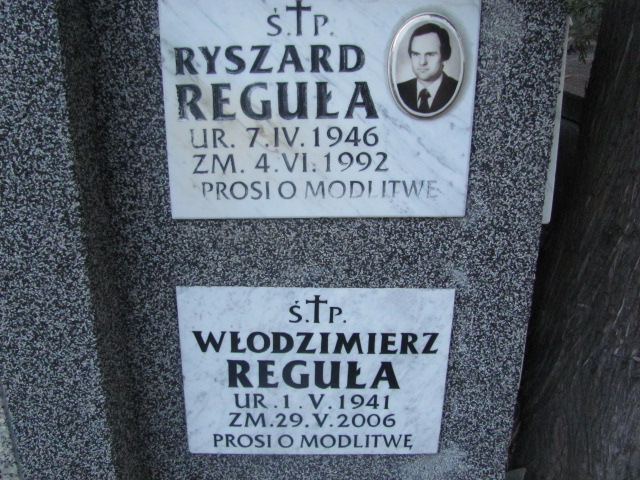 Ś.†P.
RYSZARD
REGUŁA
UR. 7.IV.1946
ZM. 4.VI.1992
PROSI O MODLITWĘ
Ś.†P.
WŁODZIMIERZ
REGUŁA
UR. 1.V.1941
ZM. 29.V.2006
PROSI O MODLITWĘ